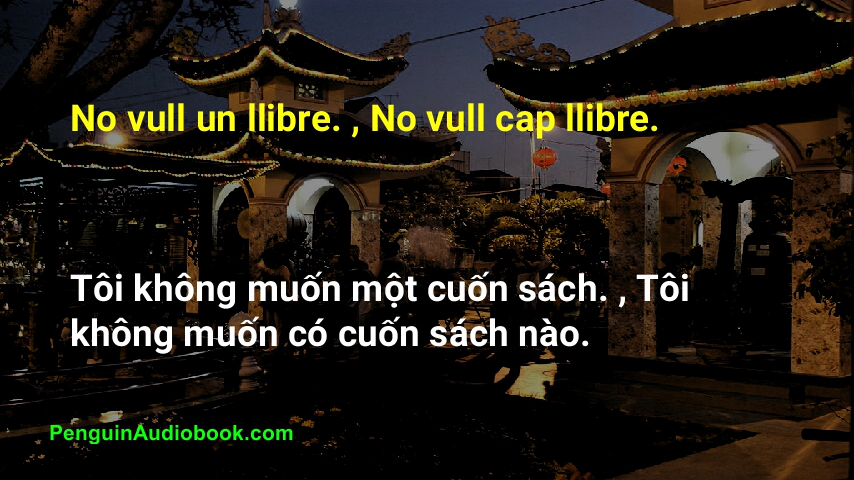 No vull un llibre. , No vull cap llibre.
Tôi không muốn một cuốn sách. , Tôi
không muốn có cuốn sách nào.
PenguinAudiobook.com